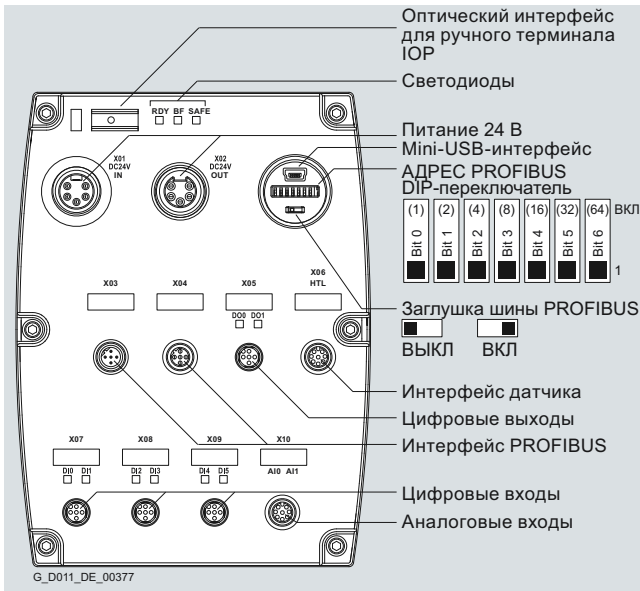 Оптический интерфейс
для ручного терминала
IOP
Светодиоды
RDY BF SAFE
Питание 24 В
Mini-USB-интерфейс
АДРЕС PROFIBUS
DIP-переключатель
X01
DC24V
IN
X02
DC24V
OUT
(1) (2) (4) (8) (16) (32) (64) ВКЛ
Bit 0 Bit 1 Bit 2 Bit 3 Bit 4 Bit 5 Bit 6
1
X03 X04 X05 X06
HTL
DO0 DO1
Заглушка шины PROFIBUS
ВЫКЛ ВКЛ
Интерфейс датчика
Цифровые выходы
Интерфейс PROFIBUS
X07 X08 X09 X10
DI0 DI1 DI2 DI3 DI4 DI5 AI0 AI1
Цифровые входы
Аналоговые входы
G_D011_DE_00377